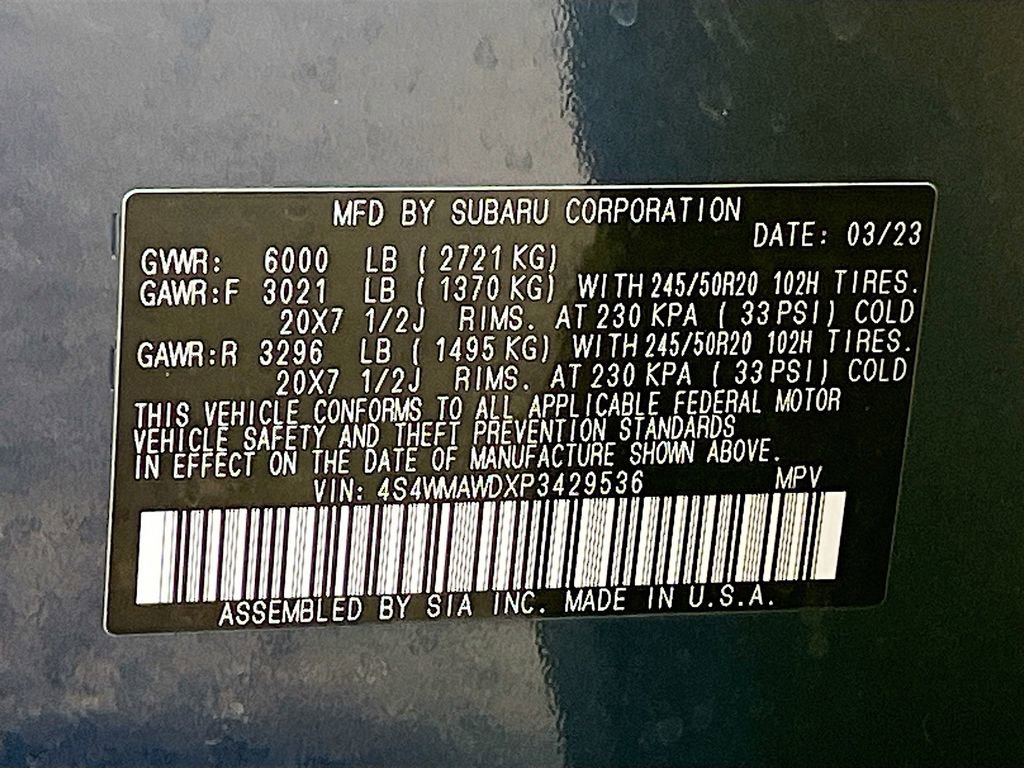 MFD BY SUBARU CORPORATION
DATE: 03/23
GVWR: 6000 LB ( 2721 KG)
GAWR:F 3021 LB ( 1370 KG) WITH 245/50R20 102H TIRES.
20X7 1/2J RIMS. AT 230 KPA ( 33 PSI) COLD
GAWR:R 3296 LB ( 1495 KG) WITH 245/50R20 102H TIRES.
20X7 1/2J RIMS. AT 230 KPA ( 33 PSI) COLD
THIS VEHICLE CONFORMS TO ALL APPLICABLE FEDERAL MOTOR
VEHICLE SAFETY AND THEFT PREVENTION STANDARDS
IN EFFECT ON THE DATE OF MANUFACTURE SHOWN ABOVE.
VIN: 4S4WMAWDXP3429536 MPV
ASSEMBLED BY SIA INC. MADE IN U.S.A.